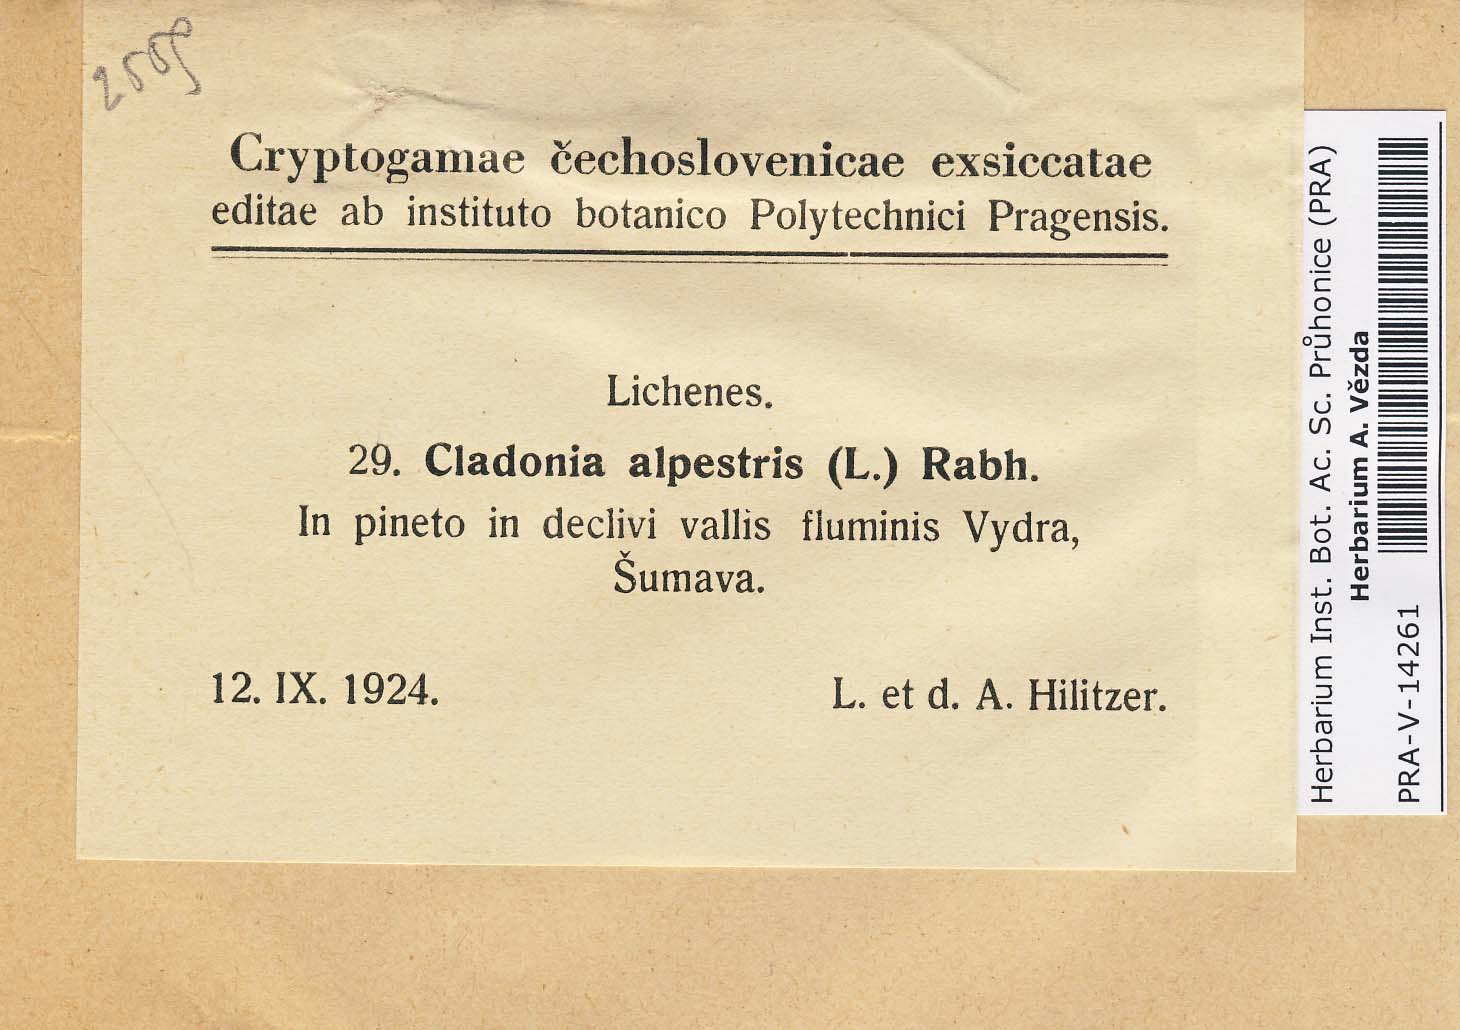 Cryptogamae čechoslovenicae exsiccatae
editae ab instituto botanico Polytechnici Pragensis.
Lichenes.
29. Cladonia alpestris (L.) Rabh.
In pineto in declivi vallis fluminis Vydra,
Šumava.
12. IX. 1924.
L. et d. A. Hilitzer.
Herbarium Inst. Bot. Ac. Sc. Průhonice (PRA)
Herbarium A. Vězda
PRA-V-14261